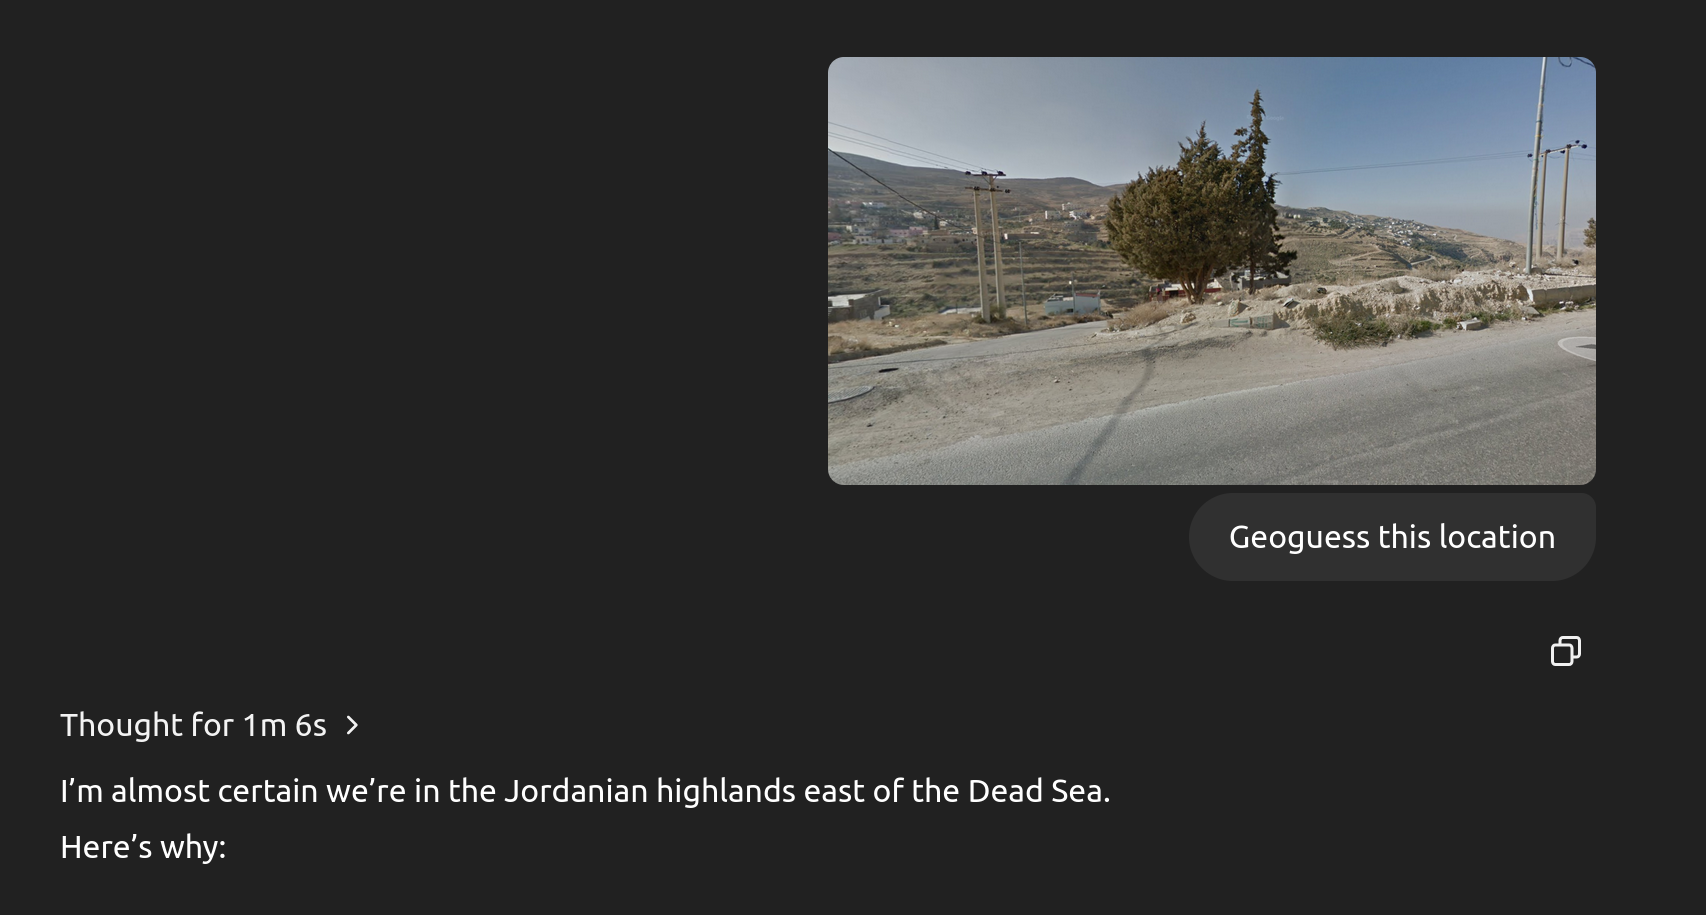 Geoguess this location
Thought for 1m 6s
I’m almost certain we’re in the Jordanian highlands east of the Dead Sea.
Here’s why: